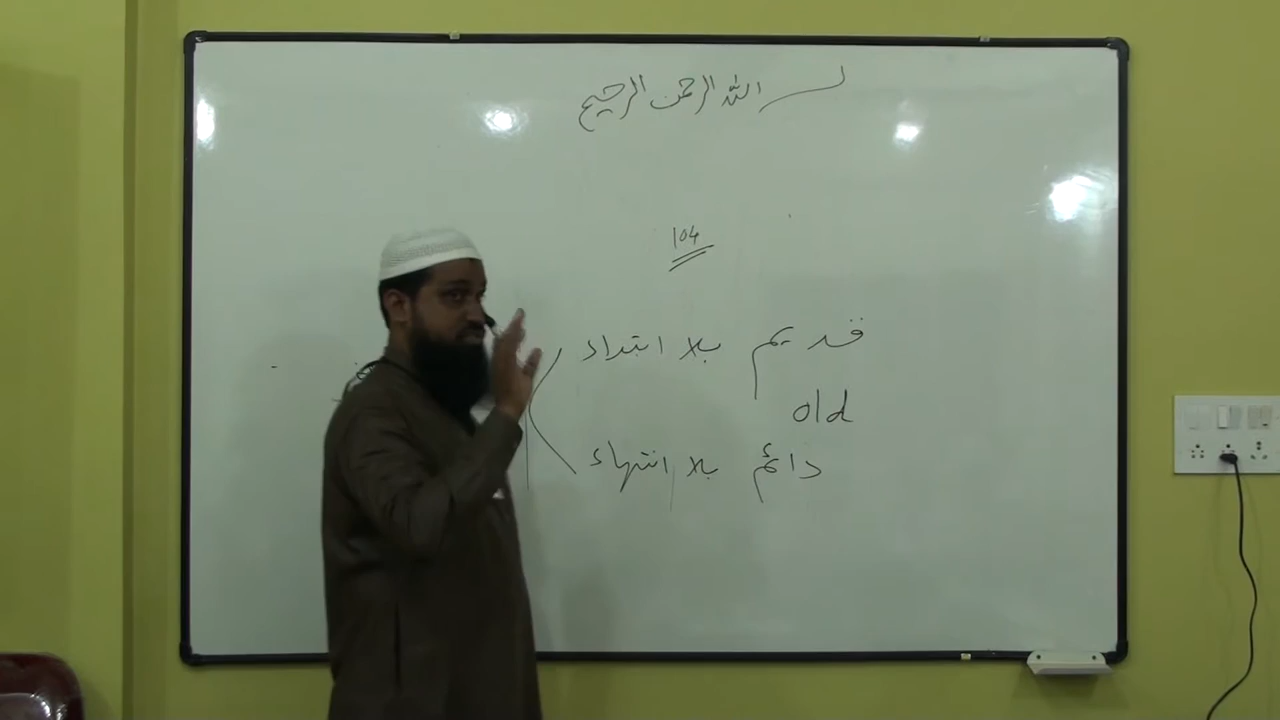 بسم الله الرحمن الرحيم
104
قديم بلا ابتداء
old
دائم بلا انتهاء